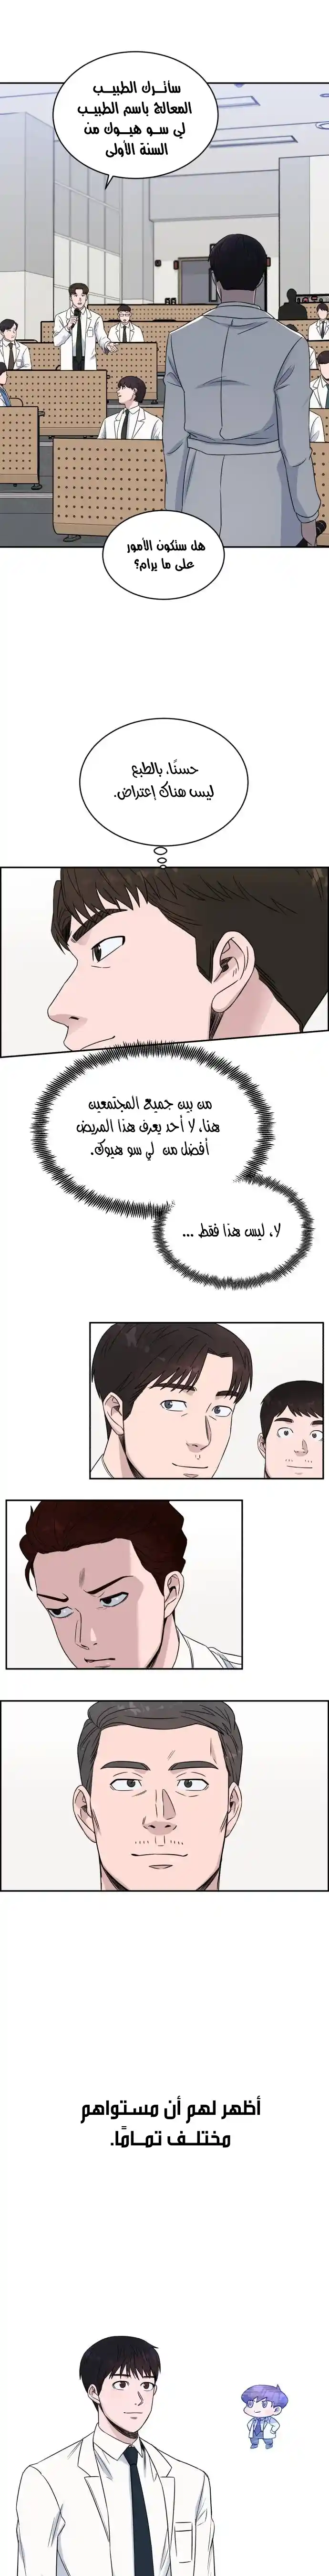 سأترك الطبيب
المعالج باسم الطبيب
لي سو هيوك من
السنة الأولى
هل ستكون الأمور
على ما يرام؟
حسنًا، بالطبع
ليس هناك إعتراض.
من بين جميع المجتمعين
هنا، لا أحد يعرف هذا المريض
أفضل من لي سو هيوك.
لا، ليس هذا فقط ...
أظهر لهم أن مستواهم
مختلف تمامًا.